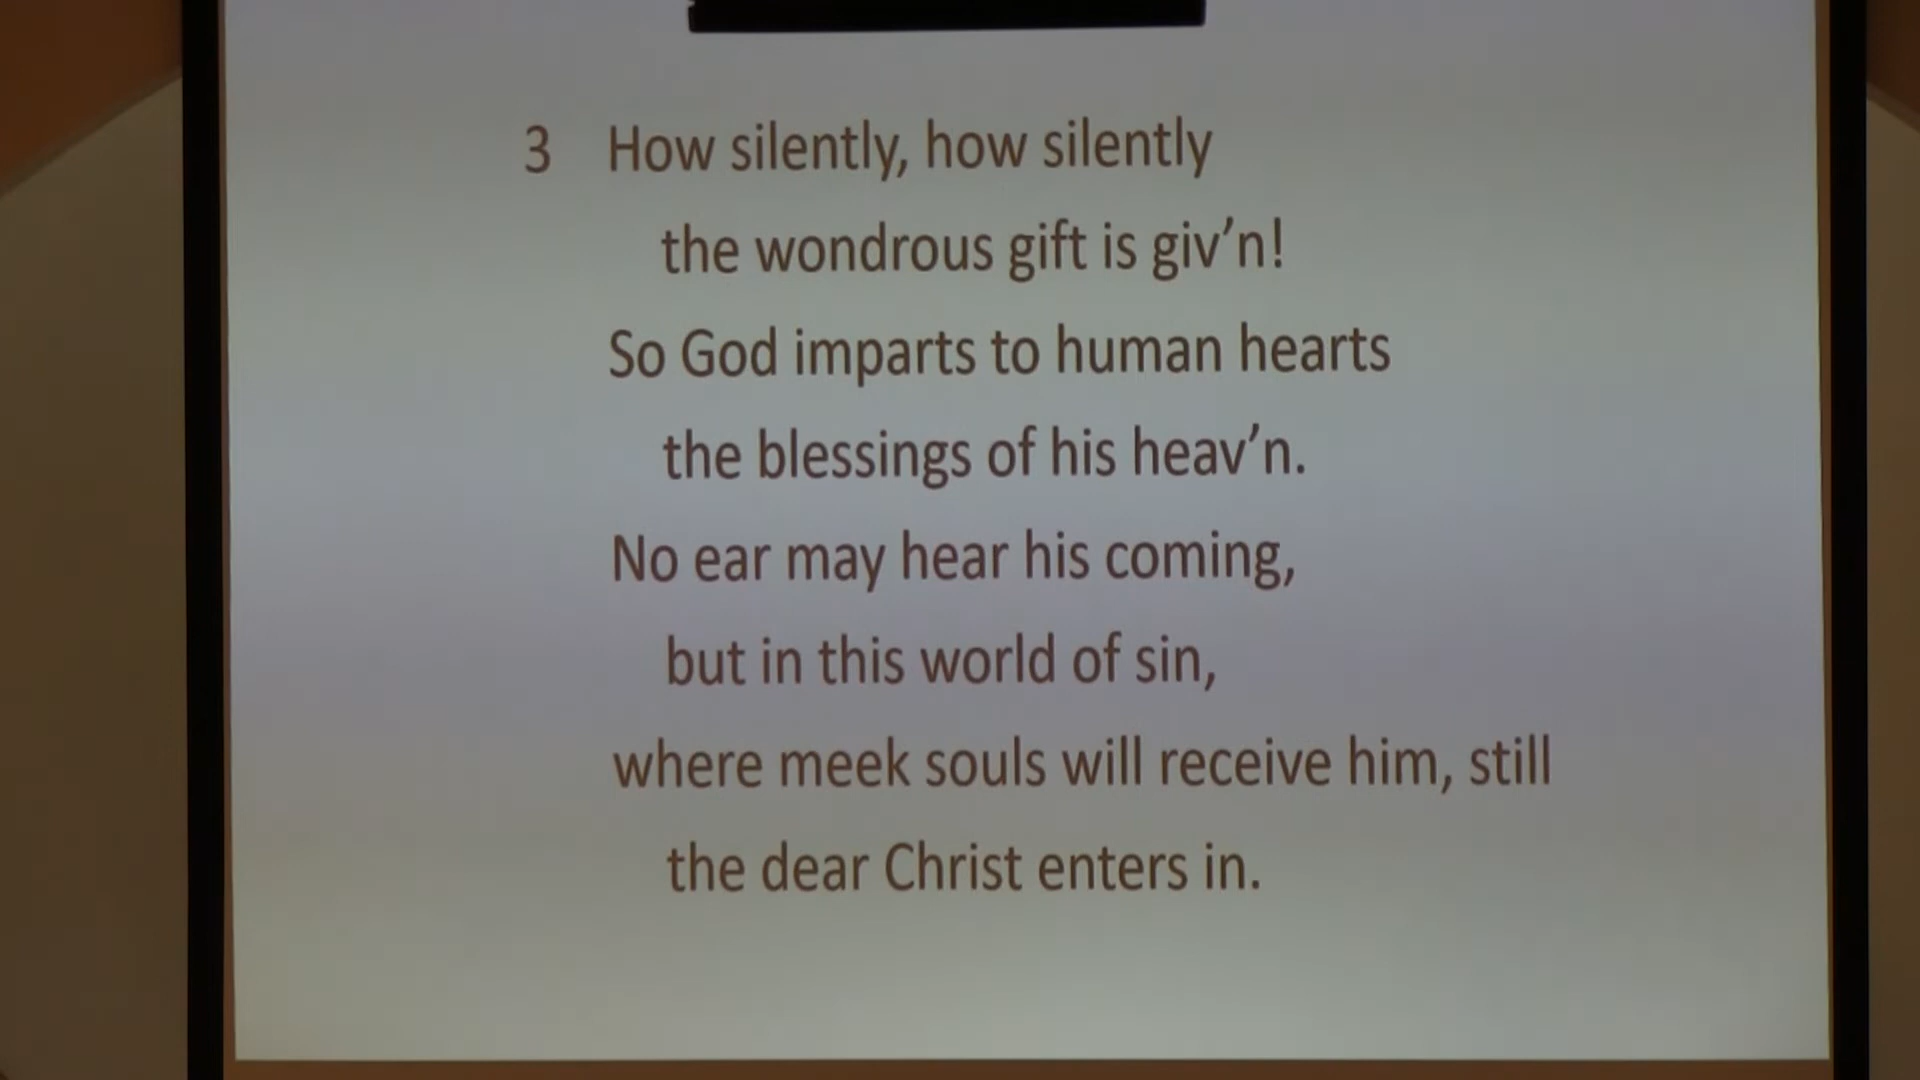 3 How silently, how silently
the wondrous gift is giv’n!
So God imparts to human hearts
the blessings of his heav’n.
No ear may hear his coming,
but in this world of sin,
where meek souls will receive him, still
the dear Christ enters in.